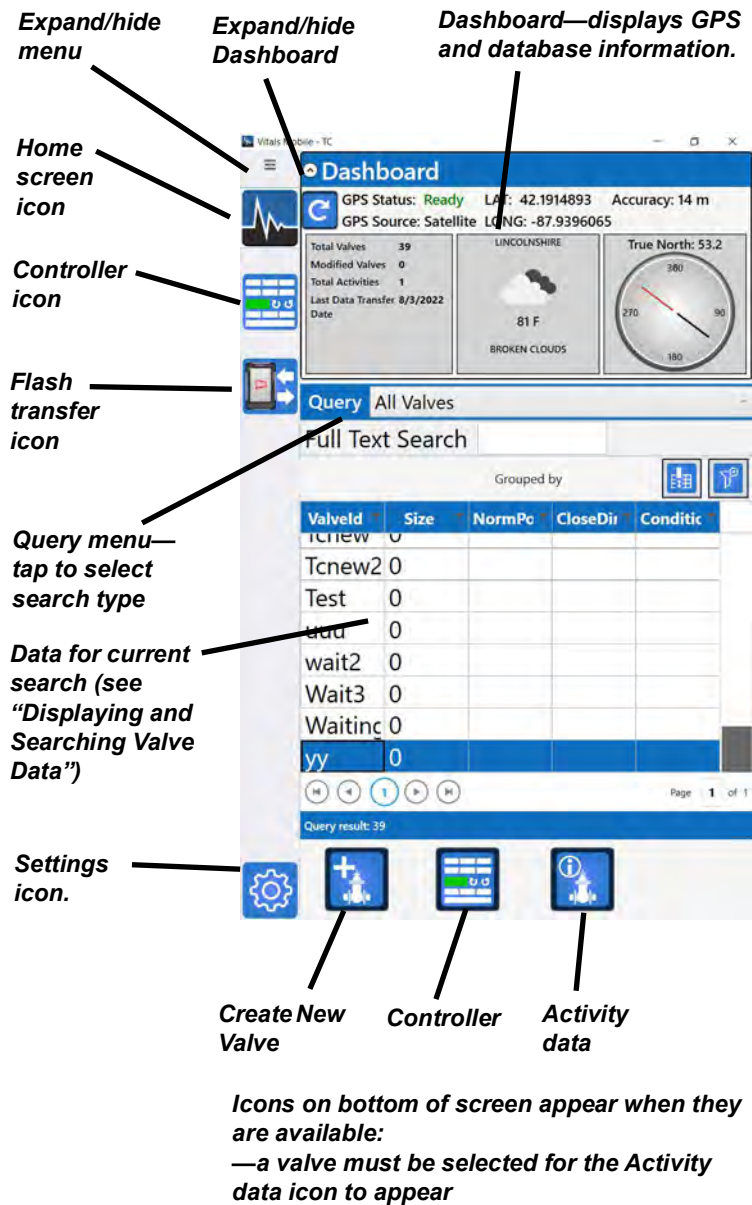 Expand/hide
menu
Expand/hide
Dashboard
Dashboard—displays GPS
and database information.
Home
screen
icon
Controller
icon
Flash
transfer
icon
Query menu—
tap to select
search type
Data for current
search (see
“Displaying and
Searching Valve
Data”)
Settings
icon.
Vitals Mobile - TC
Dashboard
GPS Status: Ready LAT: 42.1914893 Accuracy: 14 m
GPS Source: Satellite LONG: -87.9396065
Total Valves 39
Modified Valves 0
Total Activities 1
Last Data Transfer 8/3/2022
Date
LINCOLNSHIRE
81 F
BROKEN CLOUDS
True North: 53.2
360
270
90
180
Query All Valves
Full Text Search
Grouped by
ValveId Size NormPc CloseDir Conditic
Tcnew 0
Tcnew2 0
Test 0
uuu 0
wait2 0
Wait3 0
Waiting 0
yy 0
1
Page 1 of 1
Query result: 39
Create New
Valve
Controller
Activity
data
Icons on bottom of screen appear when they
are available:
—a valve must be selected for the Activity
data icon to appear